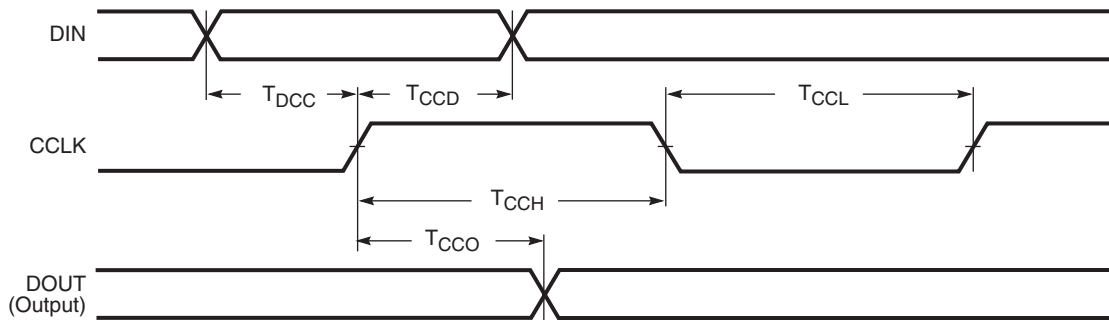 DIN
TDCC
TCCD
TCCL
CCLK
TCCH
TCCO
DOUT
(Output)